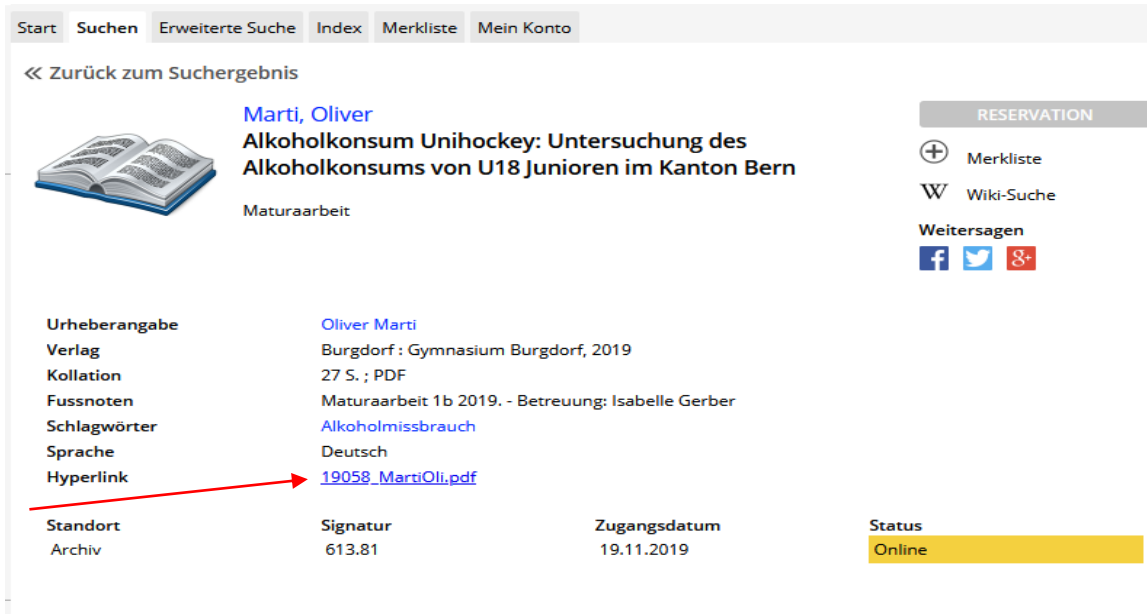 Start Suchen Erweiterte Suche Index Merkliste Mein Konto
« Zurück zum Suchergebnis
Marti, Oliver
Alkoholkonsum Unihockey: Untersuchung des
Alkoholkonsums von U18 Junioren im Kanton Bern
Maturaarbeit
RESERVATION
Merkliste
W Wiki-Suche
Weitersagen
f 8+
Urheberangabe Oliver Marti
Verlag Burgdorf : Gymnasium Burgdorf, 2019
Kollation 27 S. ; PDF
Fussnoten Maturaarbeit 1b 2019. - Betreuung: Isabelle Gerber
Schlagwörter Alkoholmissbrauch
Sprache Deutsch
Hyperlink 19058_MartiOli.pdf
Standort Signatur Zugangsdatum Status
Archiv 613.81 19.11.2019 Online